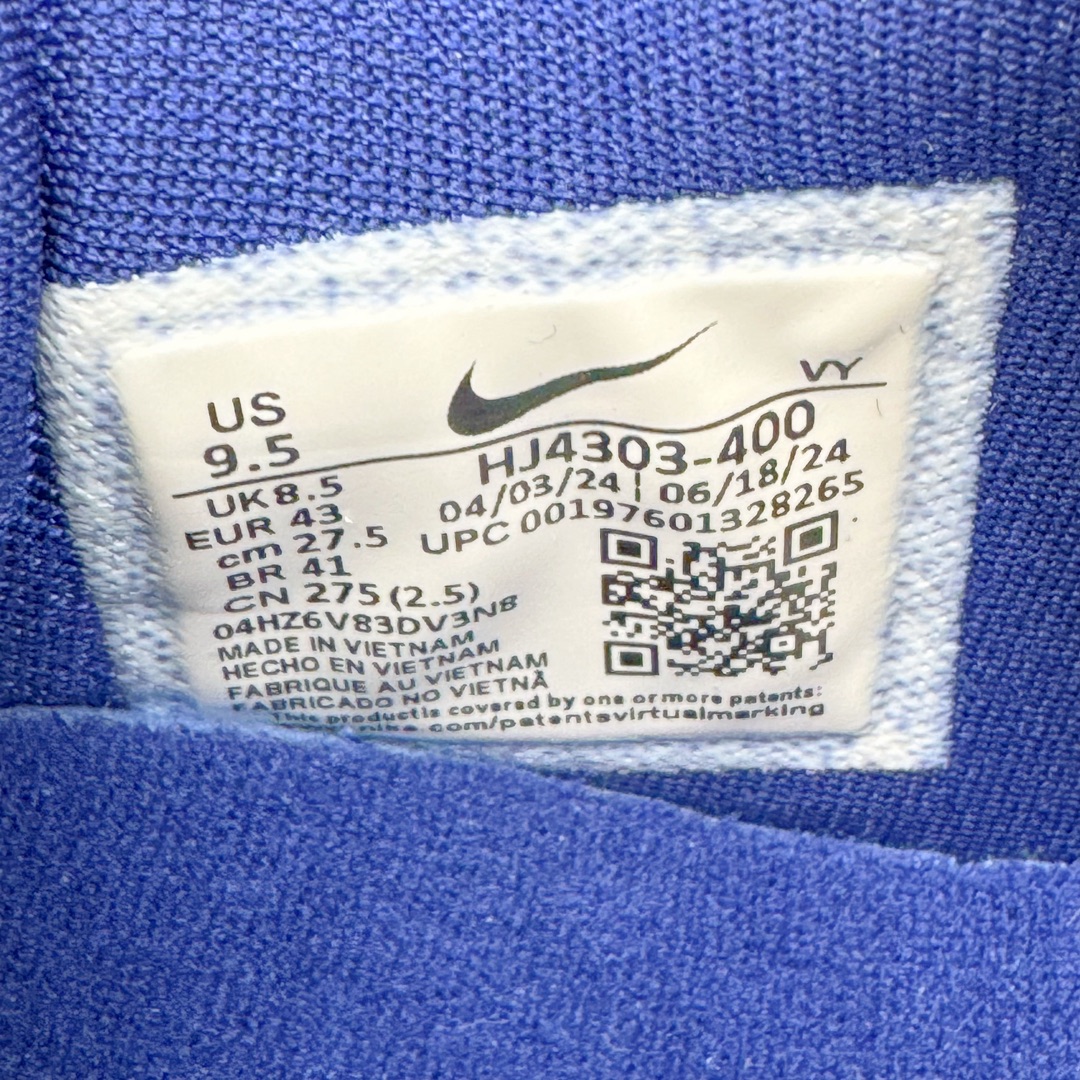 US
9.5
VY
HJ4303-400
04/03/24 | 06/18/24
UPC 00197601328265
UK 8.5
EUR 43
cm 27.5
BR 41
CN 275 (2.5)
04HZ6V83DV3N8
MADE IN VIETNAM
HECHO EN VIETNAM
FABRIQUE AU VIETNAM
FABRICADO NO VIETNÃ
This product is covered by one or more patents:
.com/patentsvirtualmarking